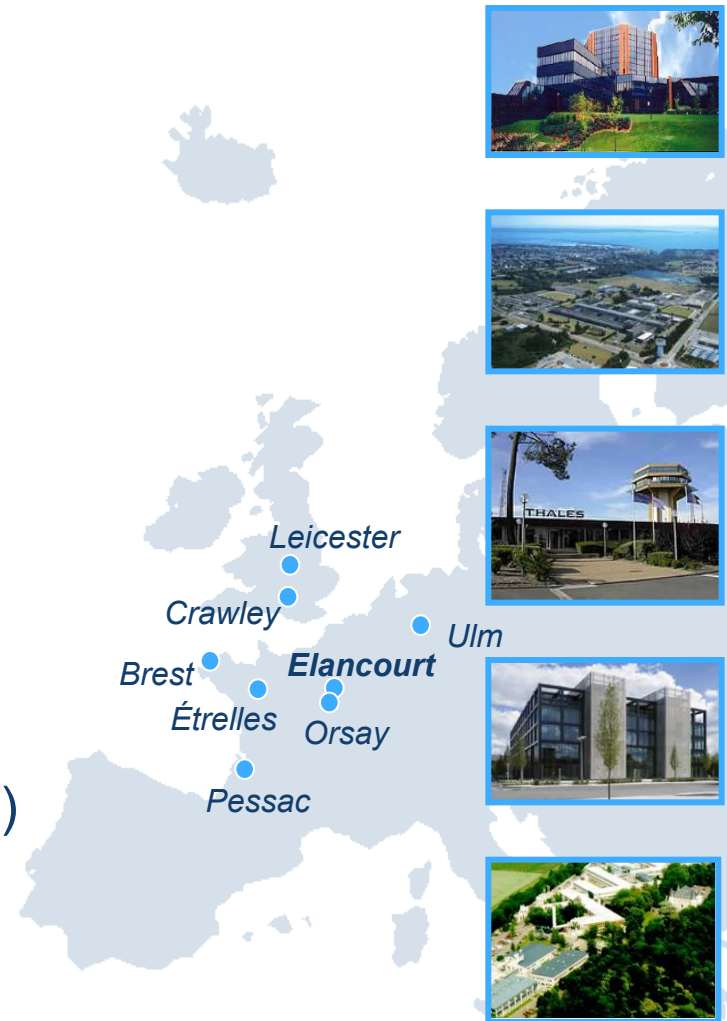 THALES
Leicester
Crawley
Ulm
Brest
Elancourt
Étrelles
Orsay
Pessac
)